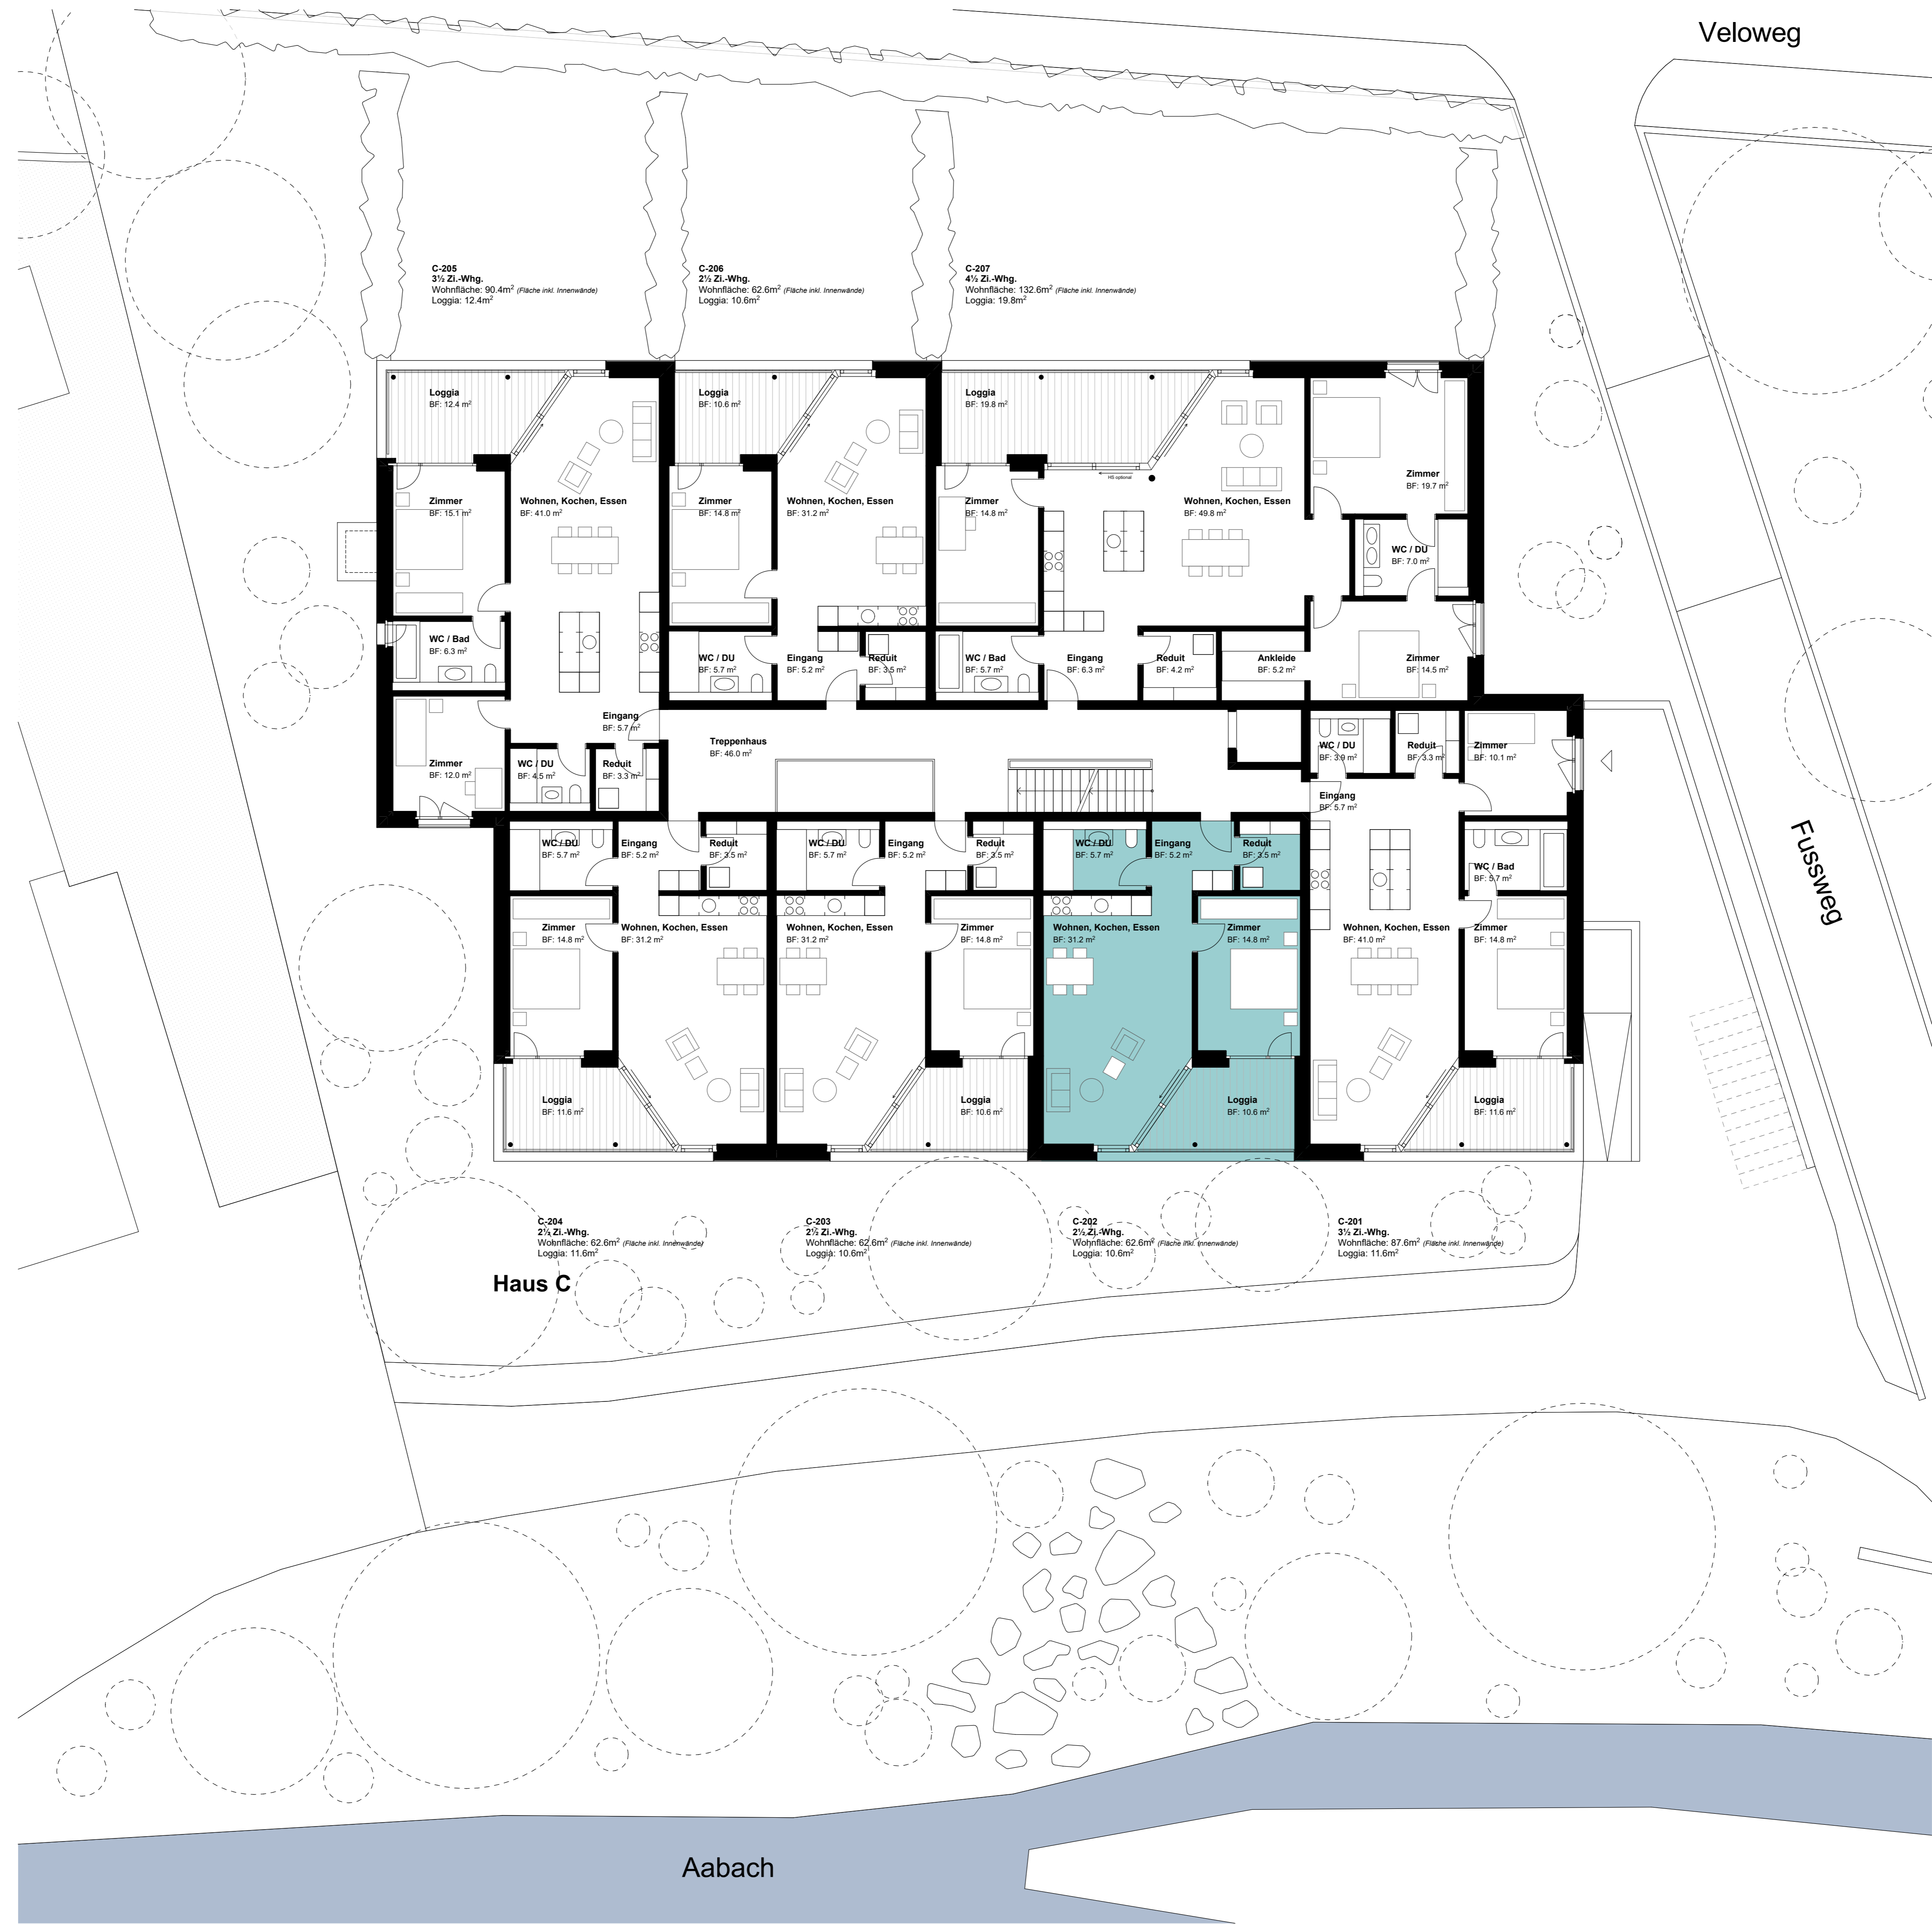 Veloweg
C-205
3½ Zi.-Whg.
Wohnfläche: 90.4m² (Fläche inkl. Innenwände)
Loggia: 12.4m²
C-206
2½ Zi.-Whg.
Wohnfläche: 62.6m² (Fläche inkl. Innenwände)
Loggia: 10.6m²
C-207
4½ Zi.-Whg.
Wohnfläche: 132.6m² (Fläche inkl. Innenwände)
Loggia: 19.8m²
Loggia
BF: 12.4 m²
Zimmer
BF: 15.1 m²
Wohnen, Kochen, Essen
BF: 41.0 m²
WC / Bad
BF: 6.3 m²
Zimmer
BF: 12.0 m²
WC / DU
BF: 4.5 m²
Reduit
BF: 3.3 m²
Eingang
BF: 5.7 m²
Loggia
BF: 10.6 m²
Zimmer
BF: 14.8 m²
Wohnen, Kochen, Essen
BF: 31.2 m²
WC / DU
BF: 5.7 m²
Eingang
BF: 5.2 m²
Reduit
BF: 3.5 m²
Loggia
BF: 19.8 m²
HS optional
Zimmer
BF: 14.8 m²
Wohnen, Kochen, Essen
BF: 49.8 m²
Zimmer
BF: 19.7 m²
WC / DU
BF: 7.0 m²
WC / Bad
BF: 5.7 m²
Eingang
BF: 6.3 m²
Reduit
BF: 4.2 m²
Ankleide
BF: 5.2 m²
Zimmer
BF: 14.5 m²
Treppenhaus
BF: 46.0 m²
WC / DU
BF: 3.9 m²
Reduit
BF: 3.3 m²
Zimmer
BF: 10.1 m²
Eingang
BF: 5.7 m²
WC / Bad
BF: 5.7 m²
Wohnen, Kochen, Essen
BF: 41.0 m²
Zimmer
BF: 14.8 m²
Loggia
BF: 11.6 m²
WC / DU
BF: 5.7 m²
Eingang
BF: 5.2 m²
Reduit
BF: 3.5 m²
Zimmer
BF: 14.8 m²
Wohnen, Kochen, Essen
BF: 31.2 m²
Loggia
BF: 11.6 m²
WC / DU
BF: 5.7 m²
Eingang
BF: 5.2 m²
Reduit
BF: 3.5 m²
Wohnen, Kochen, Essen
BF: 31.2 m²
Zimmer
BF: 14.8 m²
Loggia
BF: 10.6 m²
WC / DU
BF: 5.7 m²
Eingang
BF: 5.2 m²
Reduit
BF: 3.5 m²
Wohnen, Kochen, Essen
BF: 31.2 m²
Zimmer
BF: 14.8 m²
Loggia
BF: 10.6 m²
Fussweg
C-204
2½ Zi.-Whg.
Wohnfläche: 62.6m² (Fläche inkl. Innenwände)
Loggia: 11.6m²
C-203
2½ Zi.-Whg.
Wohnfläche: 62.6m² (Fläche inkl. Innenwände)
Loggia: 10.6m²
C-202
2½ Zi.-Whg.
Wohnfläche: 62.6m² (Fläche inkl. Innenwände)
Loggia: 10.6m²
C-201
3½ Zi.-Whg.
Wohnfläche: 87.6m² (Fläche inkl. Innenwände)
Loggia: 11.6m²
Haus C
Aabach